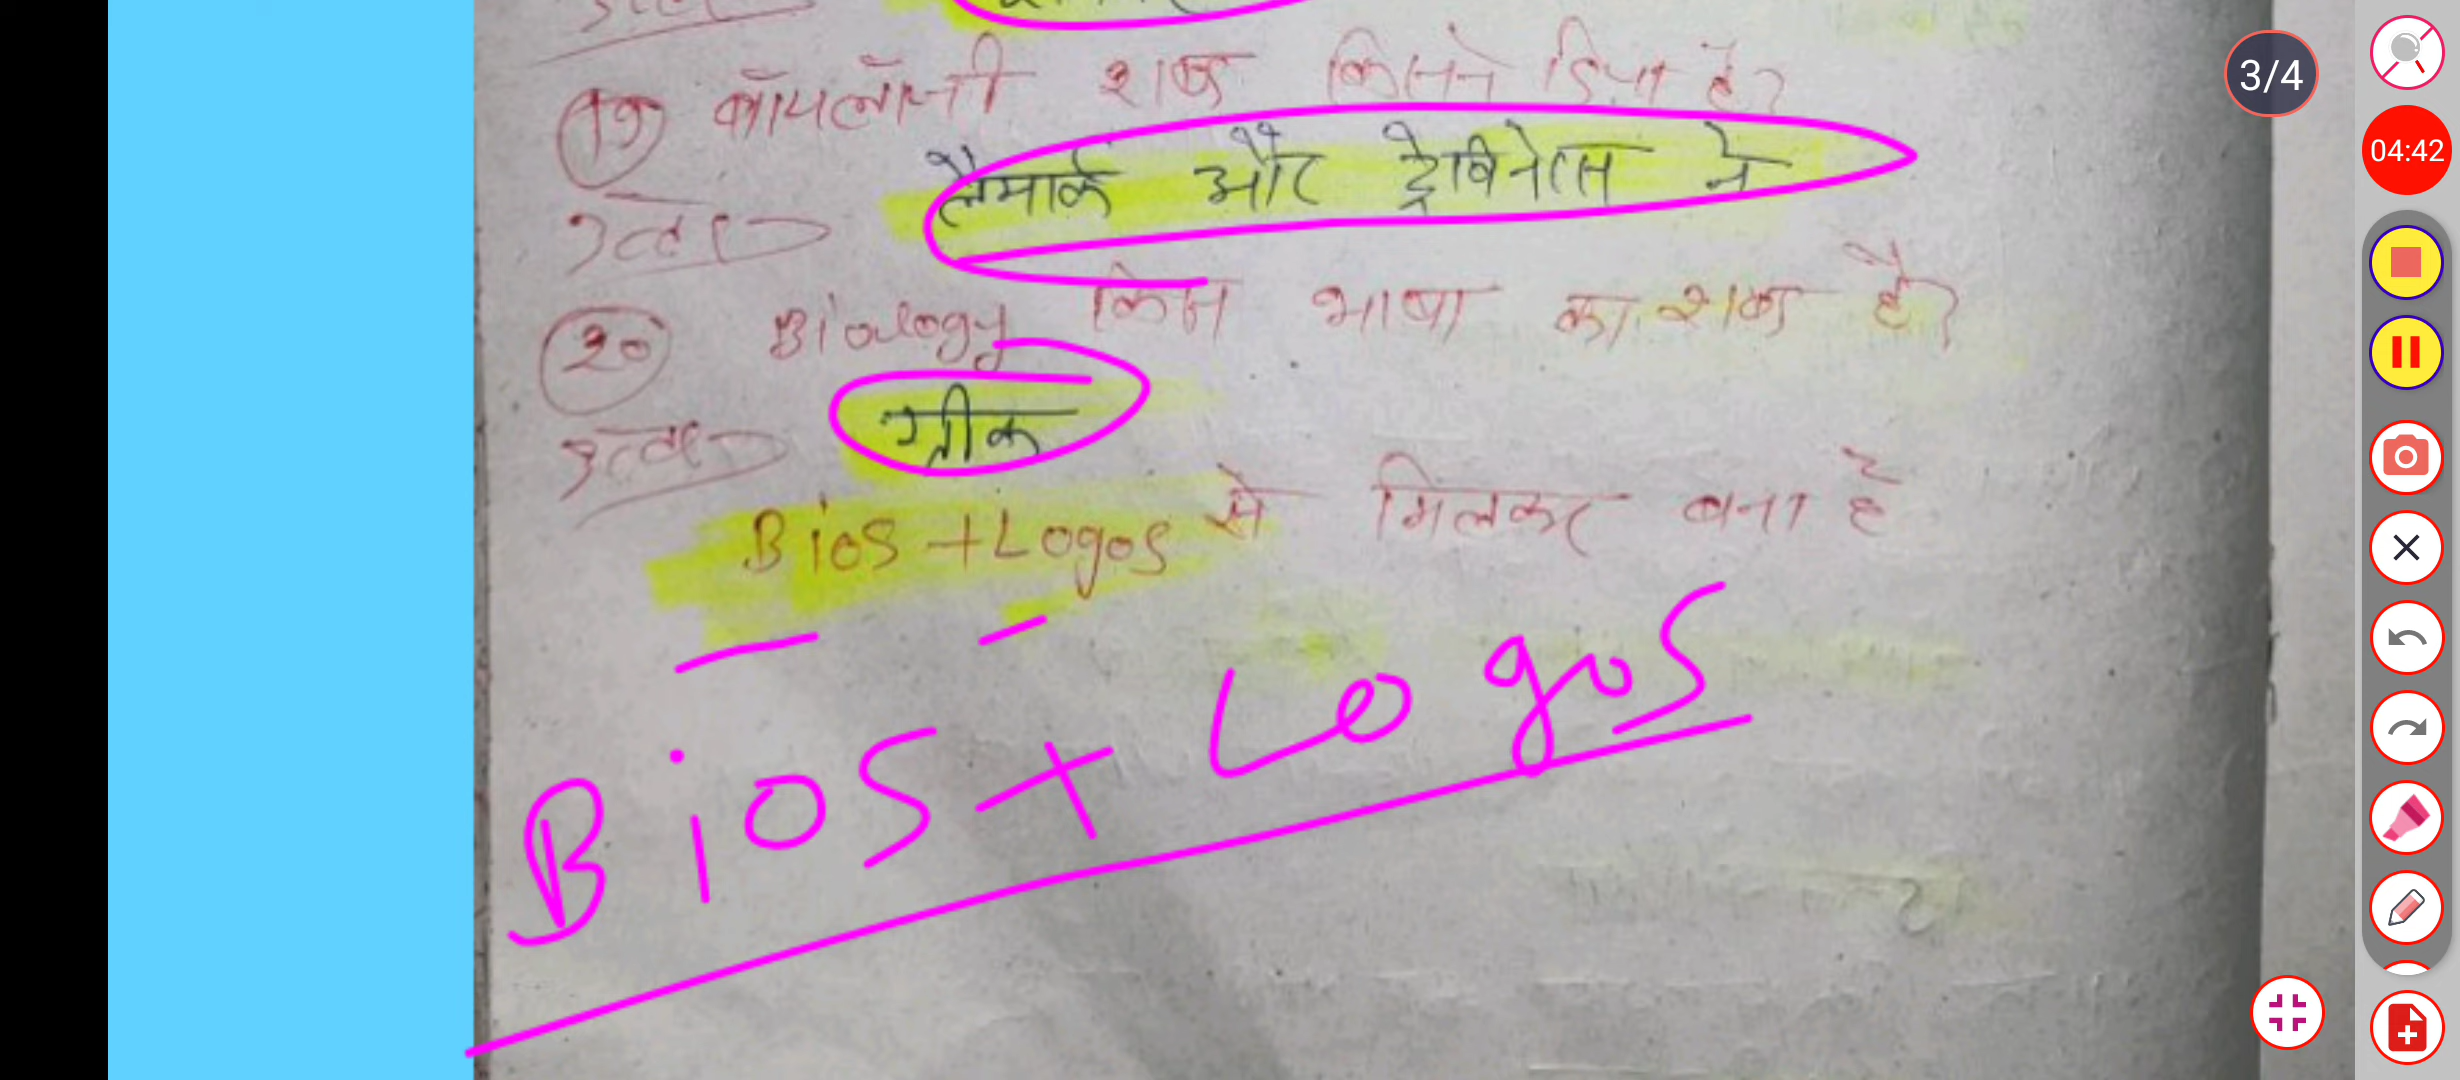 3/4
04:42
19 बॉयलॉजी शब्द किसने दिया है?
उत्तर लैमार्क और ट्रेविनेरस ने
20 Biology किस भाषा का शब्द है?
उत्तर ग्रीक
Bios + Logos से मिलकर बना है
Bios + Logos